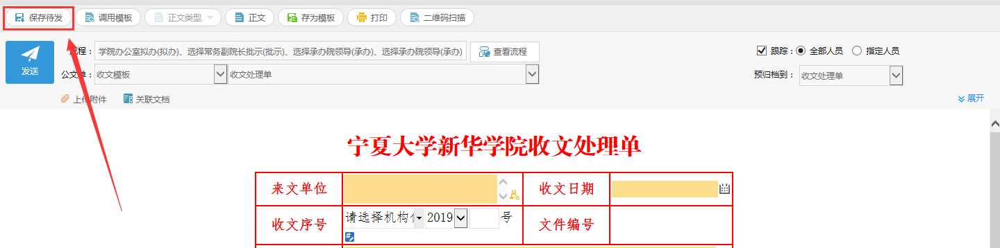 保存待发 调用模板 正文类型 正文 存为模板 打印 二维码扫描
发送
流程： 学院办公室拟办(拟办)、选择常务副院长批示(批示)、选择承办院领导(承办)、选择承办院领导(承办) 查看流程 跟踪：全部人员 指定人员
公文单： 收文模板 收文处理单 预归档到： 收文处理单
上传附件 关联文档 展开
宁夏大学新华学院收文处理单
来文单位 收文日期
收文序号 请选择机构 2019 号 文件编号